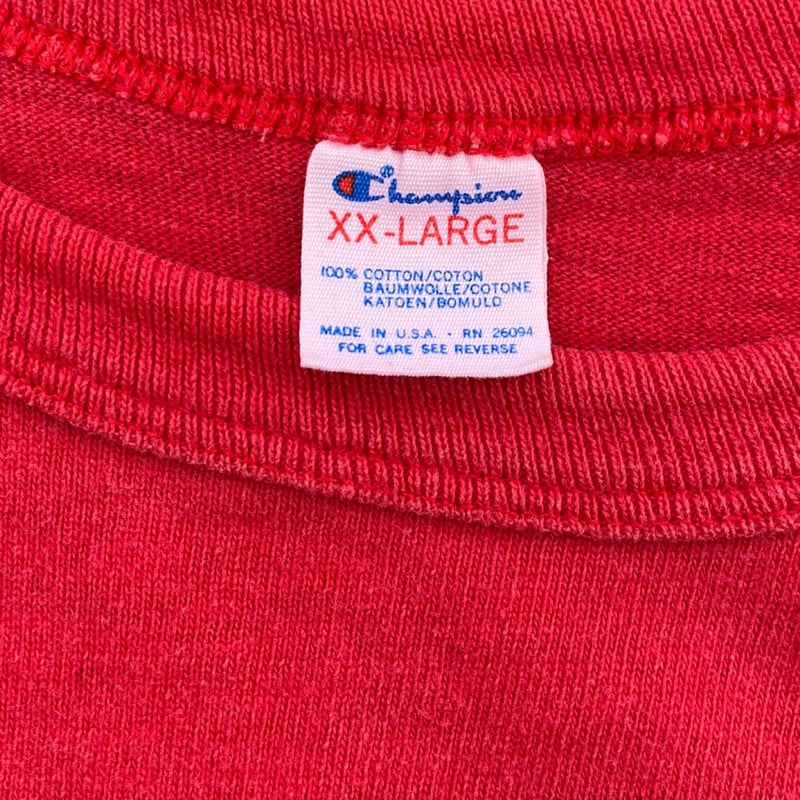 Champion®
XX-LARGE
100% COTTON/COTON
BAUMWOLLE/COTONE
KATOEN/BOMULD
MADE IN U.S.A. · RN 26094
FOR CARE SEE REVERSE